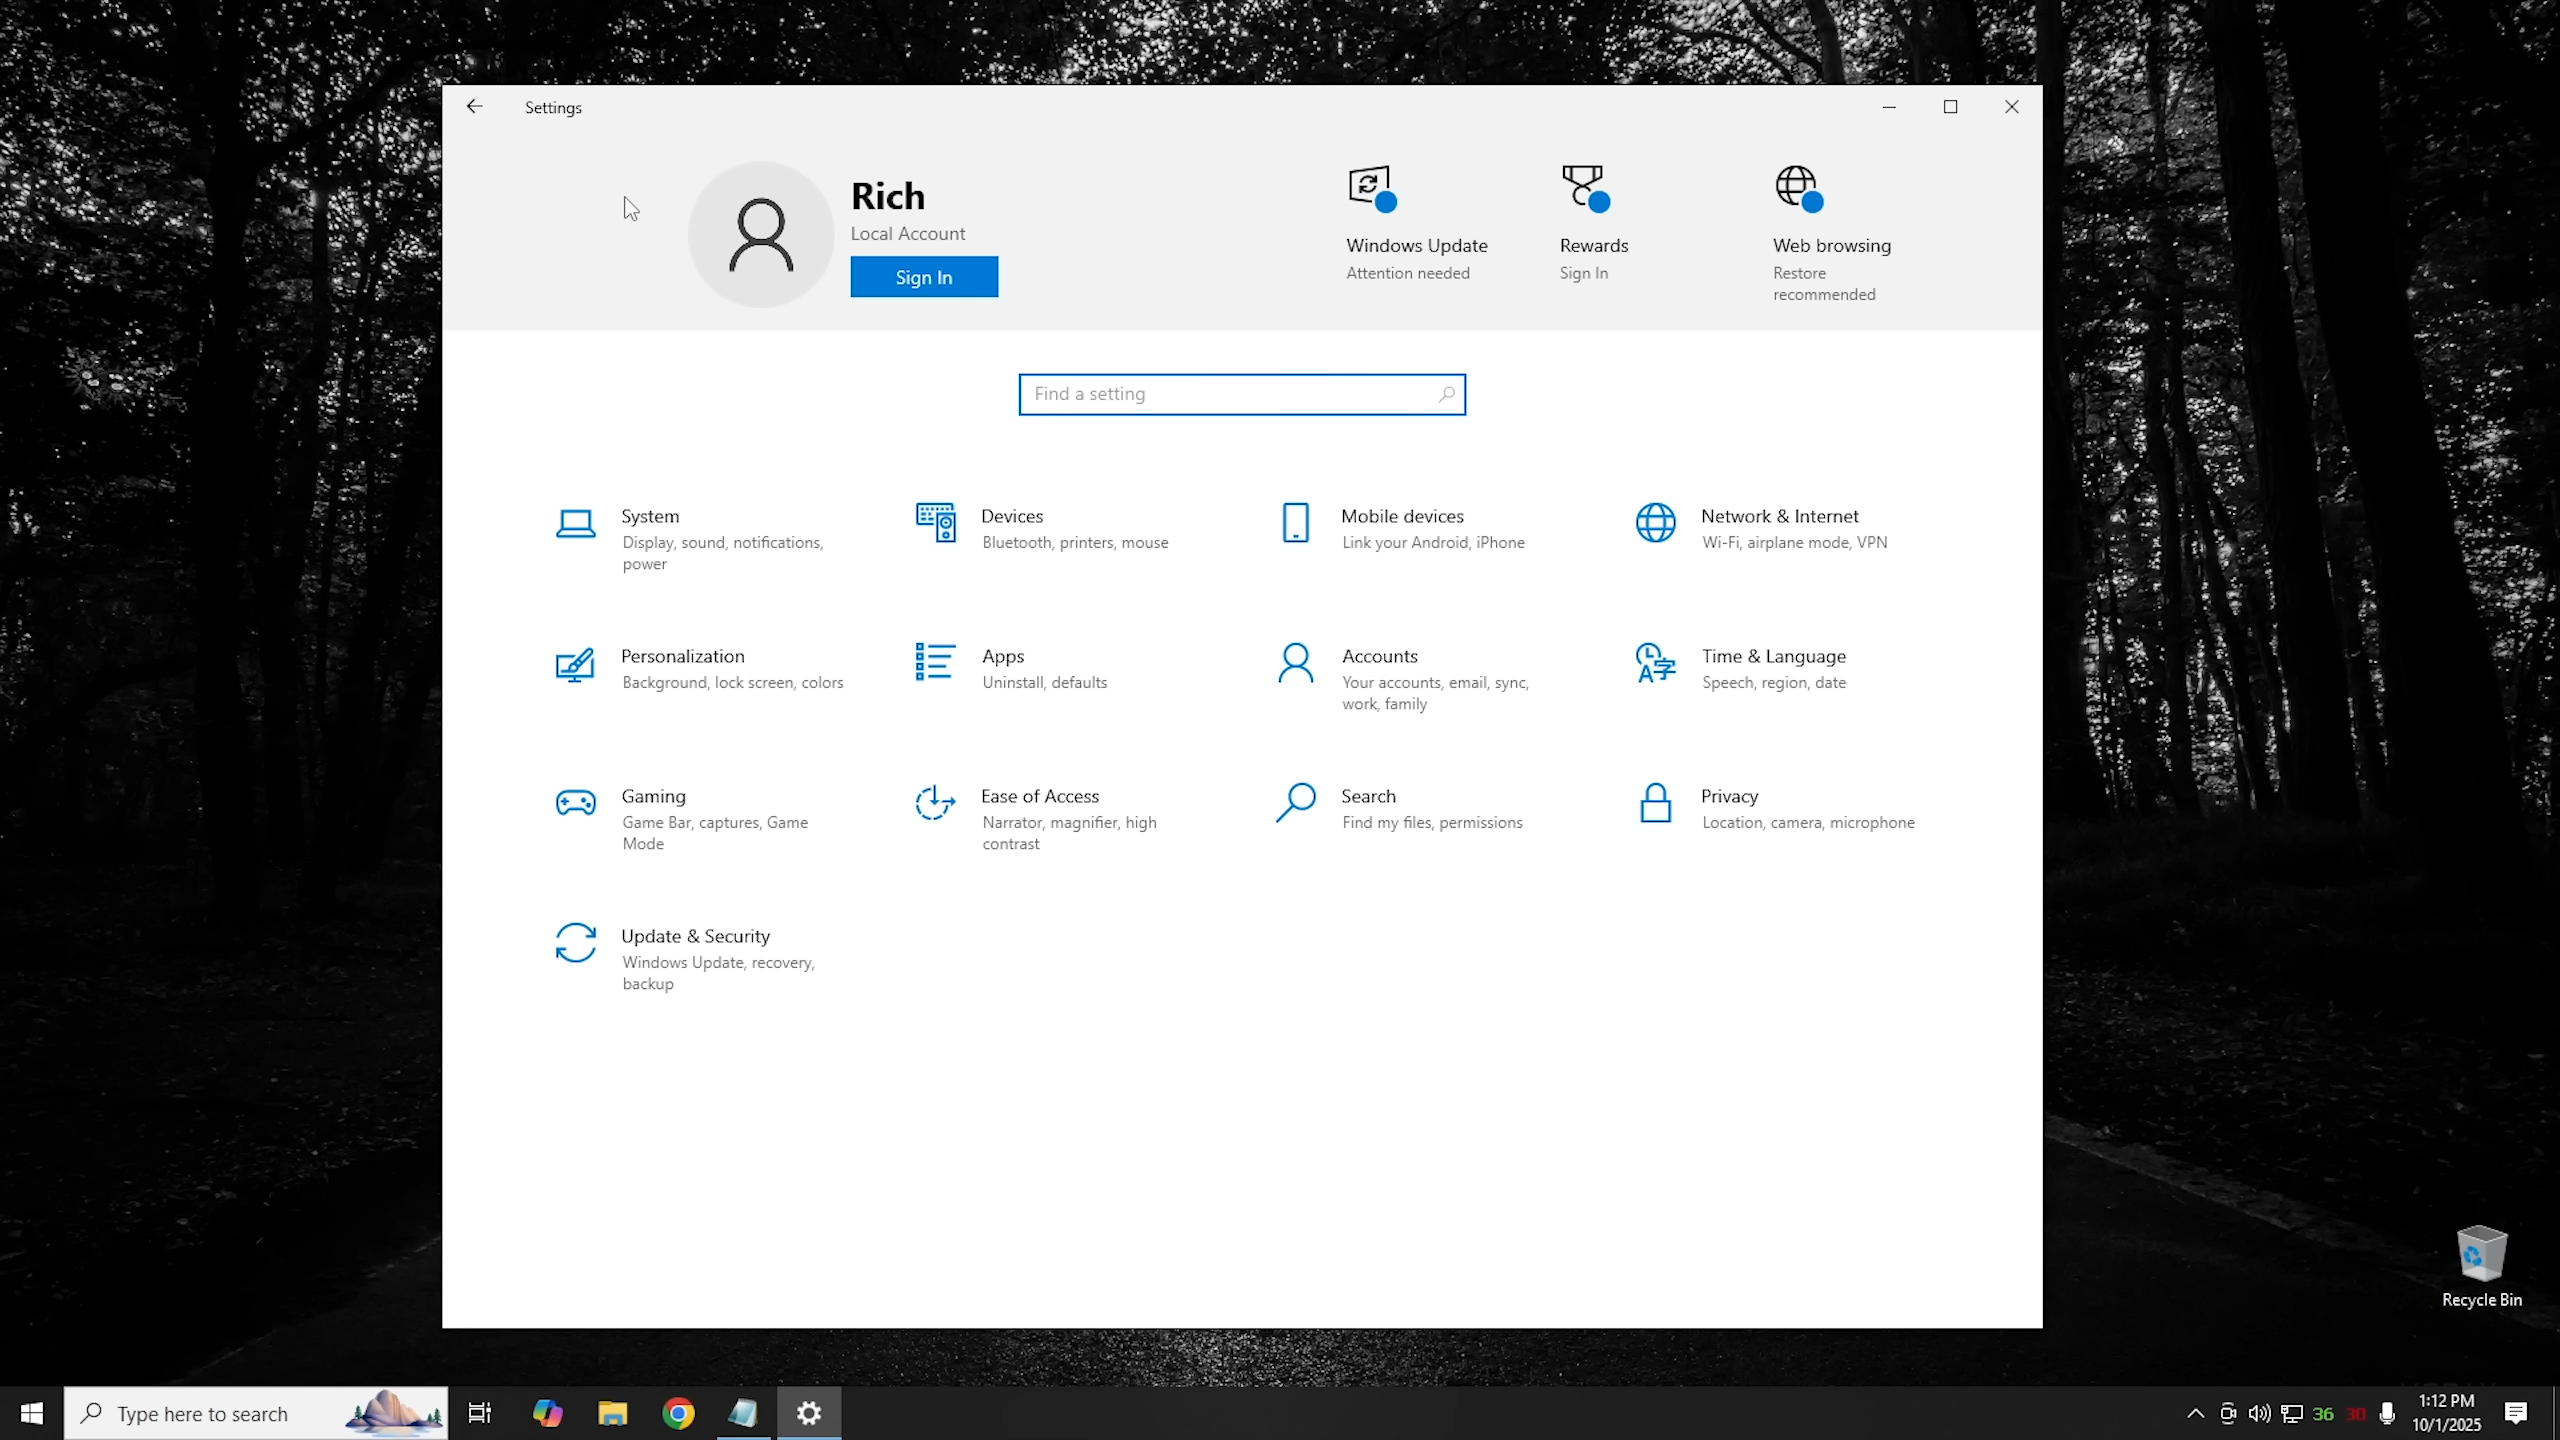 Settings
Rich
Local Account
Sign In
Windows Update
Attention needed
Rewards
Sign In
Web browsing
Restore
recommended
Find a setting
System
Display, sound, notifications,
power
Devices
Bluetooth, printers, mouse
Mobile devices
Link your Android, iPhone
Network & Internet
Wi-Fi, airplane mode, VPN
Personalization
Background, lock screen, colors
Apps
Uninstall, defaults
Accounts
Your accounts, email, sync,
work, family
Time & Language
Speech, region, date
Gaming
Game Bar, captures, Game
Mode
Ease of Access
Narrator, magnifier, high
contrast
Search
Find my files, permissions
Privacy
Location, camera, microphone
Update & Security
Windows Update, recovery,
backup
Recycle Bin
Type here to search
36
30
1:12 PM
10/1/2025